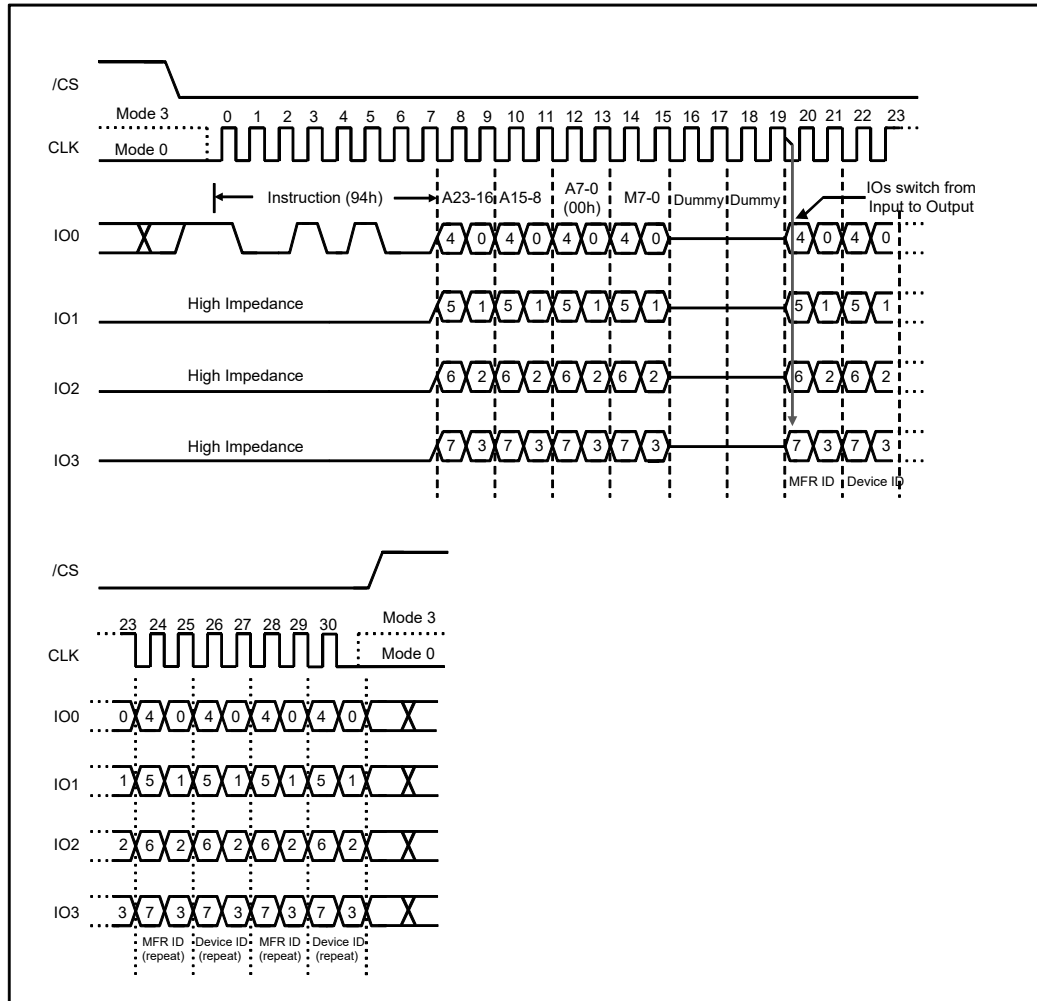 /CS
Mode 3
0 1 2 3 4 5 6 7 8 9 10 11 12 13 14 15 16 17 18 19 20 21 22 23
CLK
Mode 0
Instruction (94h)
A23-16
A15-8
A7-0
(00h)
M7-0
Dummy
Dummy
IOs switch from
Input to Output
IO0
4 0 4 0 4 0 4 0 4 0 4 0
High Impedance
IO1
5 1 5 1 5 1 5 1 5 1 5 1
High Impedance
IO2
6 2 6 2 6 2 6 2 6 2 6 2
High Impedance
IO3
7 3 7 3 7 3 7 3 7 3 7 3
MFR ID
Device ID
/CS
23 24 25 26 27 28 29 30
Mode 3
CLK
Mode 0
IO0
0 4 0 4 0 4 0 4 0
IO1
1 5 1 5 1 5 1 5 1
IO2
2 6 2 6 2 6 2 6 2
IO3
3 7 3 7 3 7 3 7 3
MFR ID
(repeat)
Device ID
(repeat)
MFR ID
(repeat)
Device ID
(repeat)